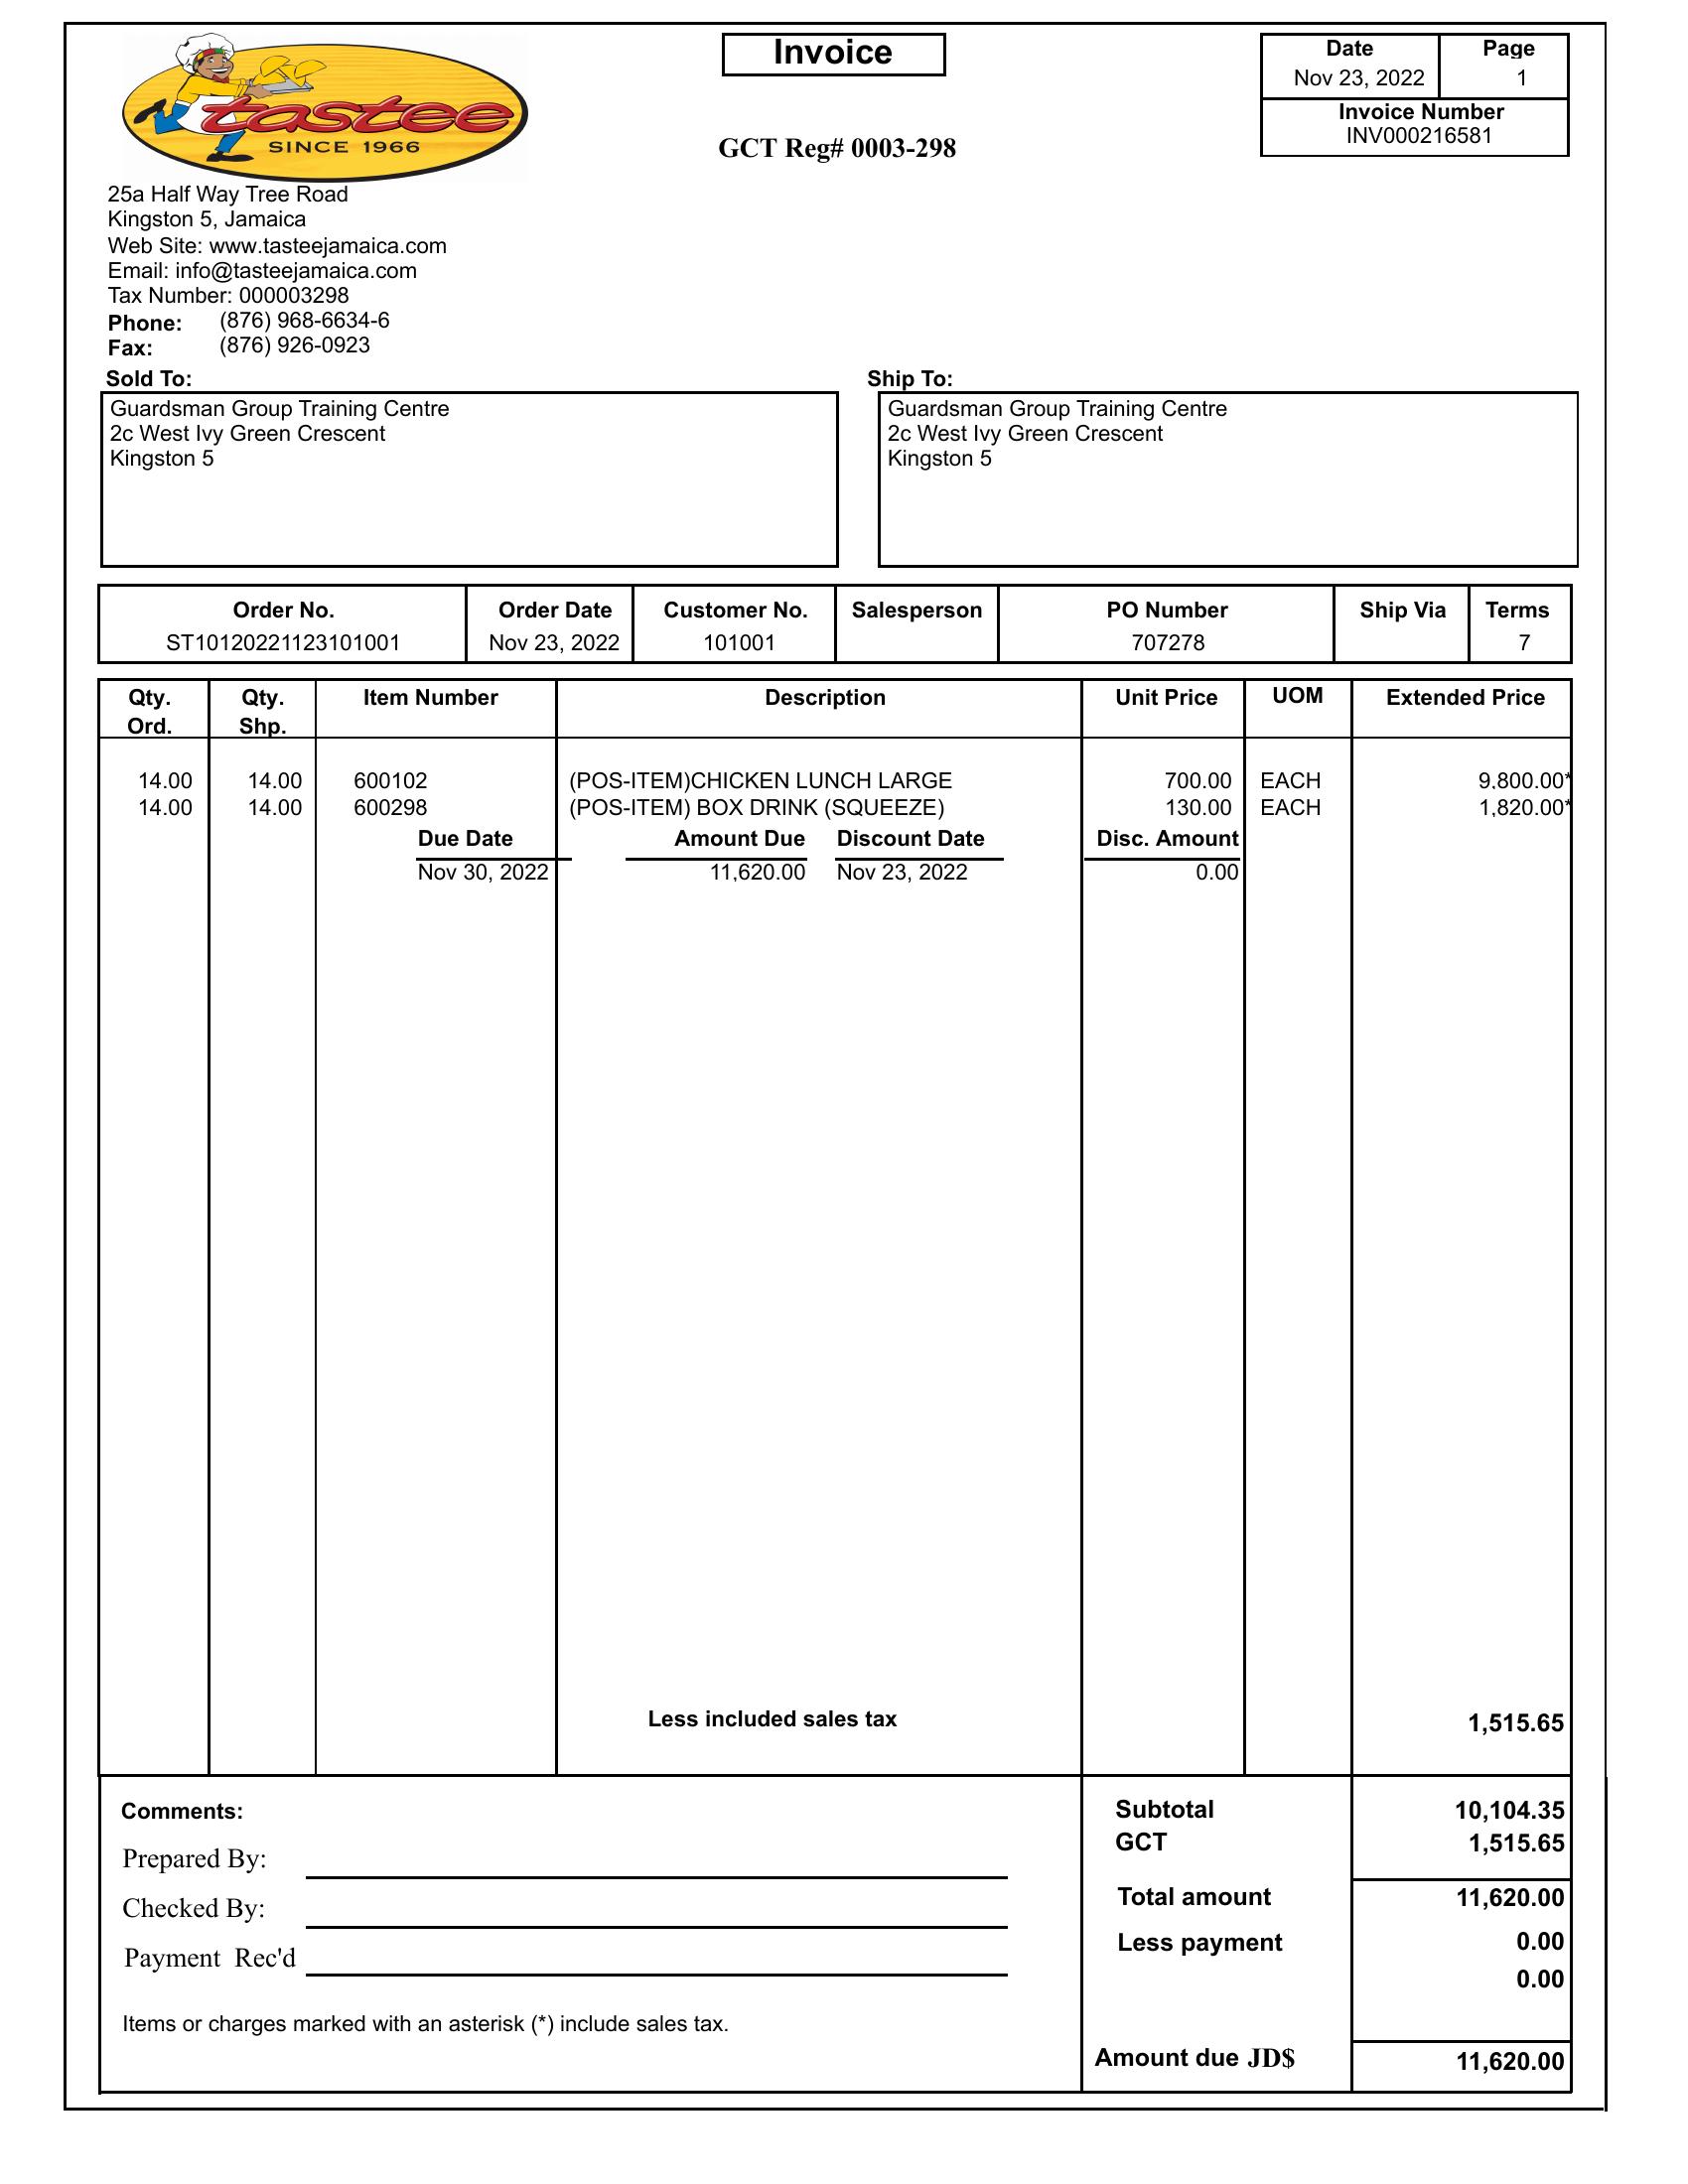 Invoice
Date Page
Nov 23, 2022 1
Invoice Number
INV000216581
tastee
SINCE 1966
GCT Reg# 0003-298
25a Half Way Tree Road
Kingston 5, Jamaica
Web Site: www.tasteejamaica.com
Email: info@tasteejamaica.com
Tax Number: 000003298
Phone: (876) 968-6634-6
Fax: (876) 926-0923
Sold To:
Guardsman Group Training Centre
2c West Ivy Green Crescent
Kingston 5
Ship To:
Guardsman Group Training Centre
2c West Ivy Green Crescent
Kingston 5
Order No. Order Date Customer No. Salesperson PO Number Ship Via Terms
ST10120221123101001 Nov 23, 2022 101001 707278 7
Qty. Qty. Item Number Description Unit Price UOM Extended Price
Ord. Shp.
14.00 14.00 600102 (POS-ITEM)CHICKEN LUNCH LARGE 700.00 EACH 9,800.00*
14.00 14.00 600298 (POS-ITEM) BOX DRINK (SQUEEZE) 130.00 EACH 1,820.00*
Due Date Amount Due Discount Date Disc. Amount
Nov 30, 2022 11,620.00 Nov 23, 2022 0.00
Less included sales tax 1,515.65
Comments:
Prepared By:
Checked By:
Payment Rec'd
Items or charges marked with an asterisk (*) include sales tax.
Subtotal 10,104.35
GCT 1,515.65
Total amount 11,620.00
Less payment 0.00
0.00
Amount due JD$ 11,620.00